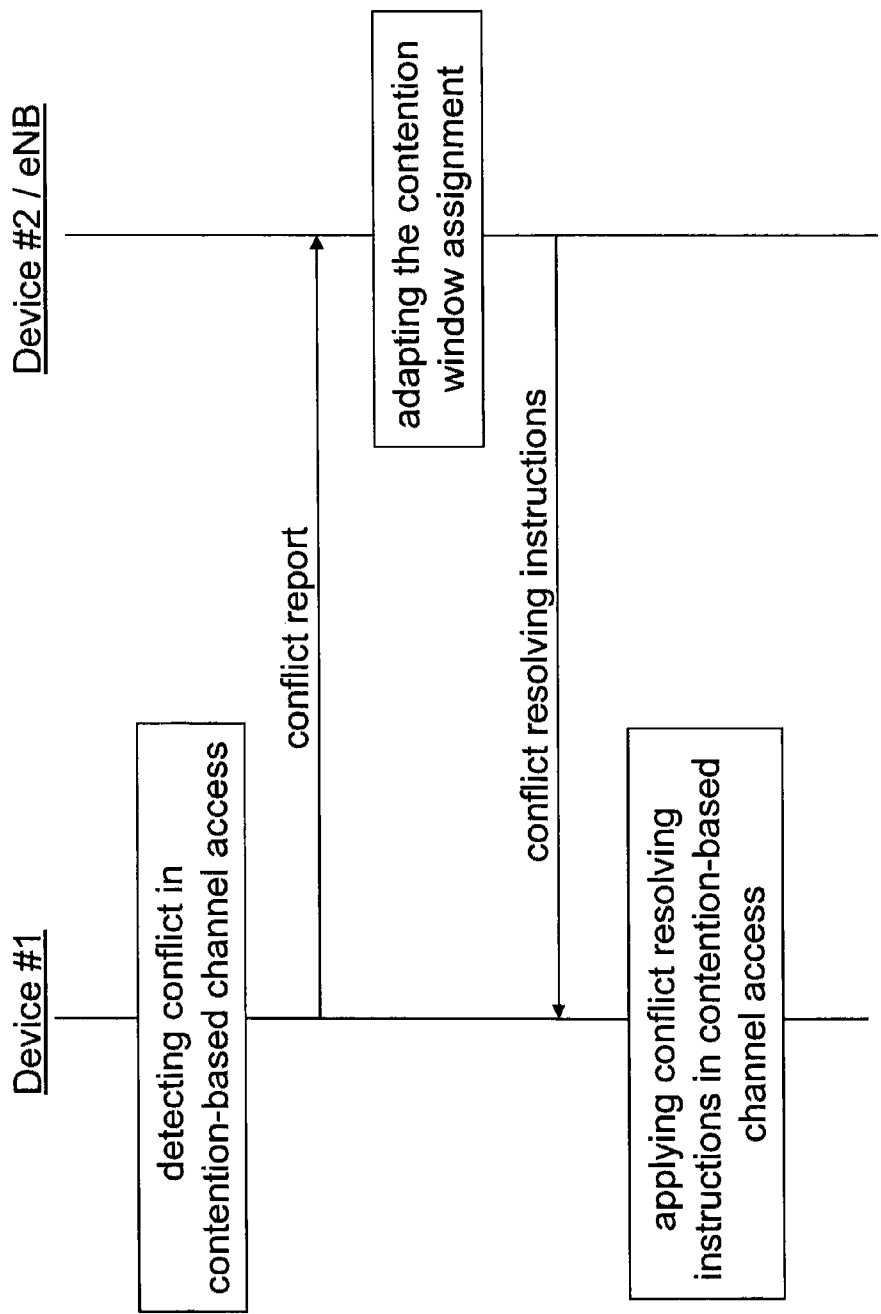 Device #1
Device #2 / eNB
detecting conflict in
contention-based channel access
conflict report
adapting the contention
window assignment
conflict resolving instructions
applying conflict resolving
instructions in contention-based
channel access